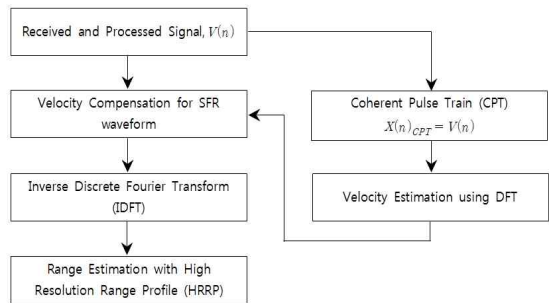 Received and Processed Signal, V(n)
Velocity Compensation for SFR
waveform
Inverse Discrete Fourier Transform
(IDFT)
Range Estimation with High
Resolution Range Profile (HRRP)
Coherent Pulse Train (CPT)
X(n)_{CPT} = V(n)
Velocity Estimation using DFT